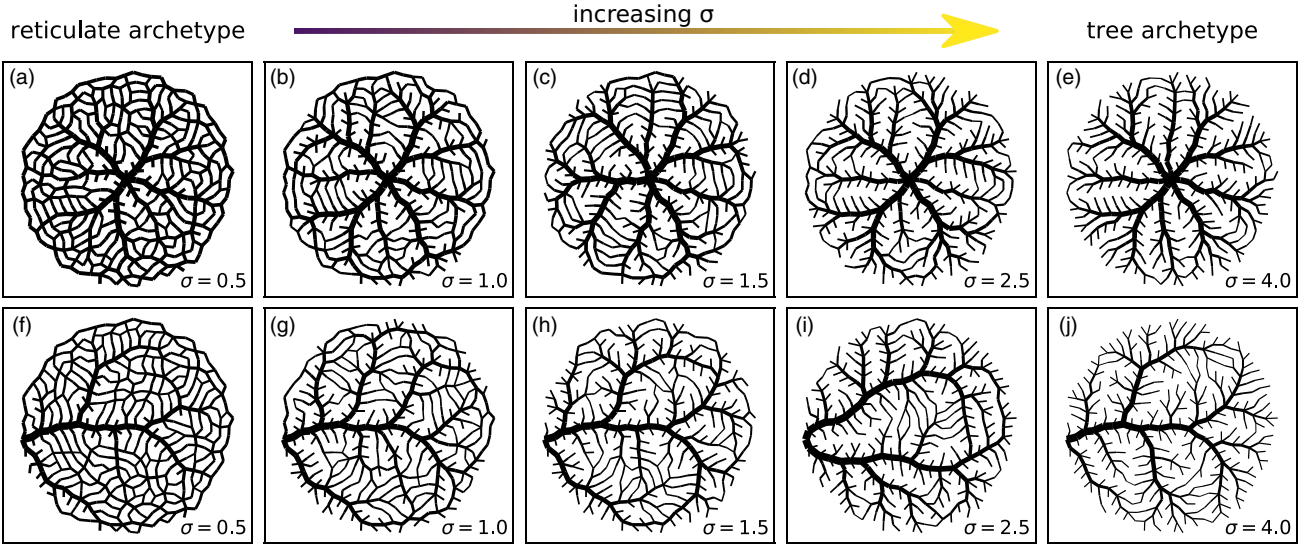 reticulate archetype
increasing σ
tree archetype
(a)
σ = 0.5
(b)
σ = 1.0
(c)
σ = 1.5
(d)
σ = 2.5
(e)
σ = 4.0
(f)
σ = 0.5
(g)
σ = 1.0
(h)
σ = 1.5
(i)
σ = 2.5
(j)
σ = 4.0